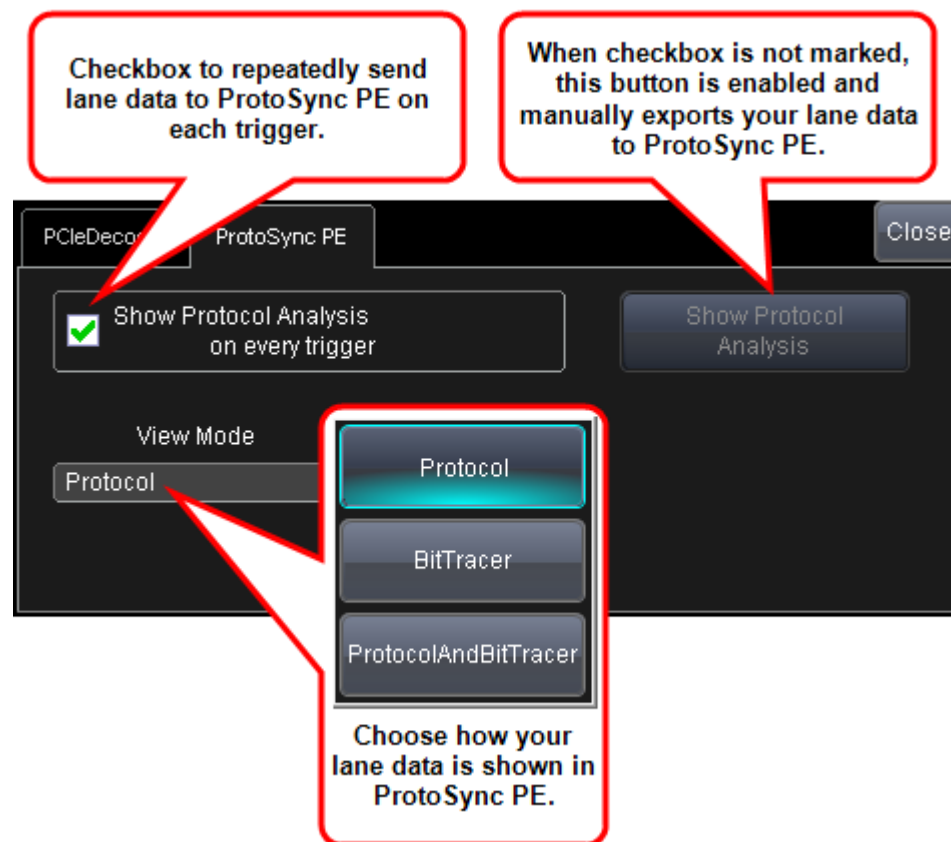 Checkbox to repeatedly send
lane data to ProtoSync PE on
each trigger.
When checkbox is not marked,
this button is enabled and
manually exports your lane data
to ProtoSync PE.
PCIeDeco
ProtoSync PE
Close
Show Protocol Analysis
on every trigger
Show Protocol
Analysis
View Mode
Protocol
Protocol
BitTracer
ProtocolAndBitTracer
Choose how your
lane data is shown in
ProtoSync PE.